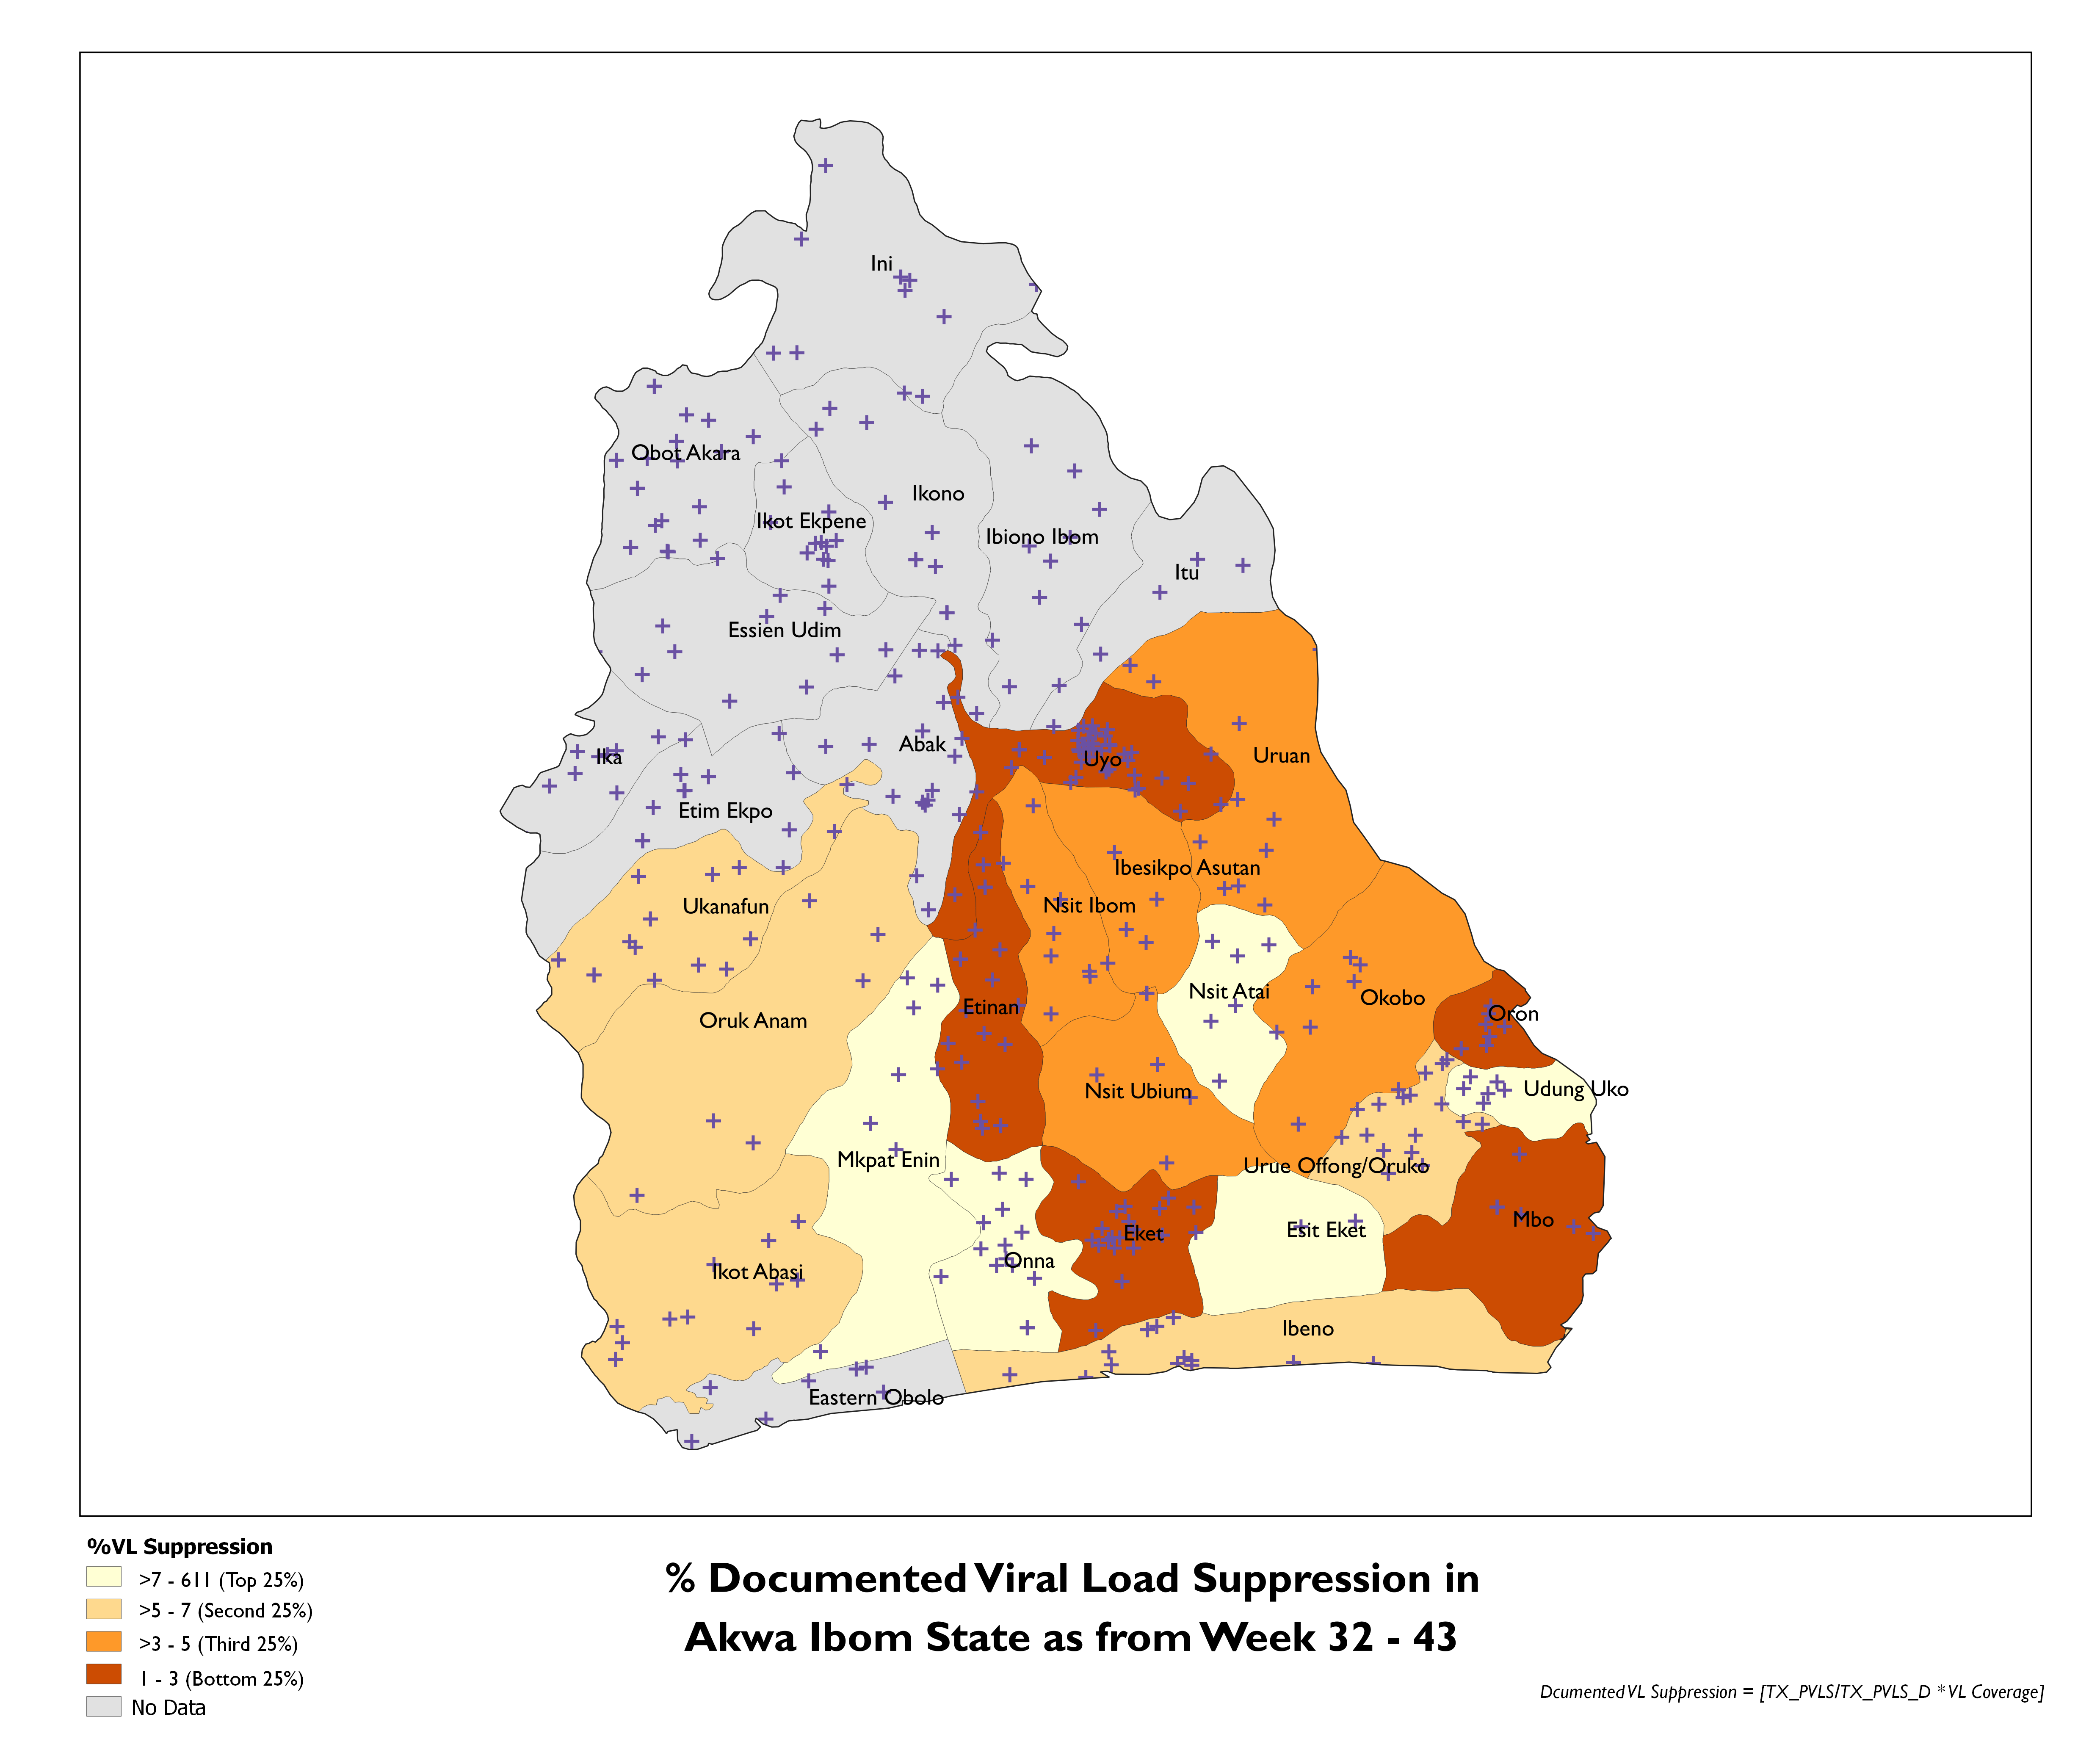 Ini
Obot Akara
Ikono
Ikot Ekpene
Ibiono Ibom
Itu
Essien Udim
Abak
Ika
Uyo
Uruan
Etim Ekpo
Ibesikpo Asutan
Ukanafun
Nsit Ibom
Nsit Atai
Okobo
Etinan
Oron
Oruk Anam
Nsit Ubium
Udung Uko
Mkpat Enin
Urue Offong/Oruko
Mbo
Eket
Esit Eket
Onna
Ikot Abasi
Ibeno
Eastern Obolo
%VL Suppression
>7 - 611 (Top 25%)
>5 - 7 (Second 25%)
>3 - 5 (Third 25%)
1 - 3 (Bottom 25%)
No Data
% Documented Viral Load Suppression in
Akwa Ibom State as from Week 32 - 43
Dcumented VL Suppression = [TX_PVLS/TX_PVLS_D * VL Coverage]